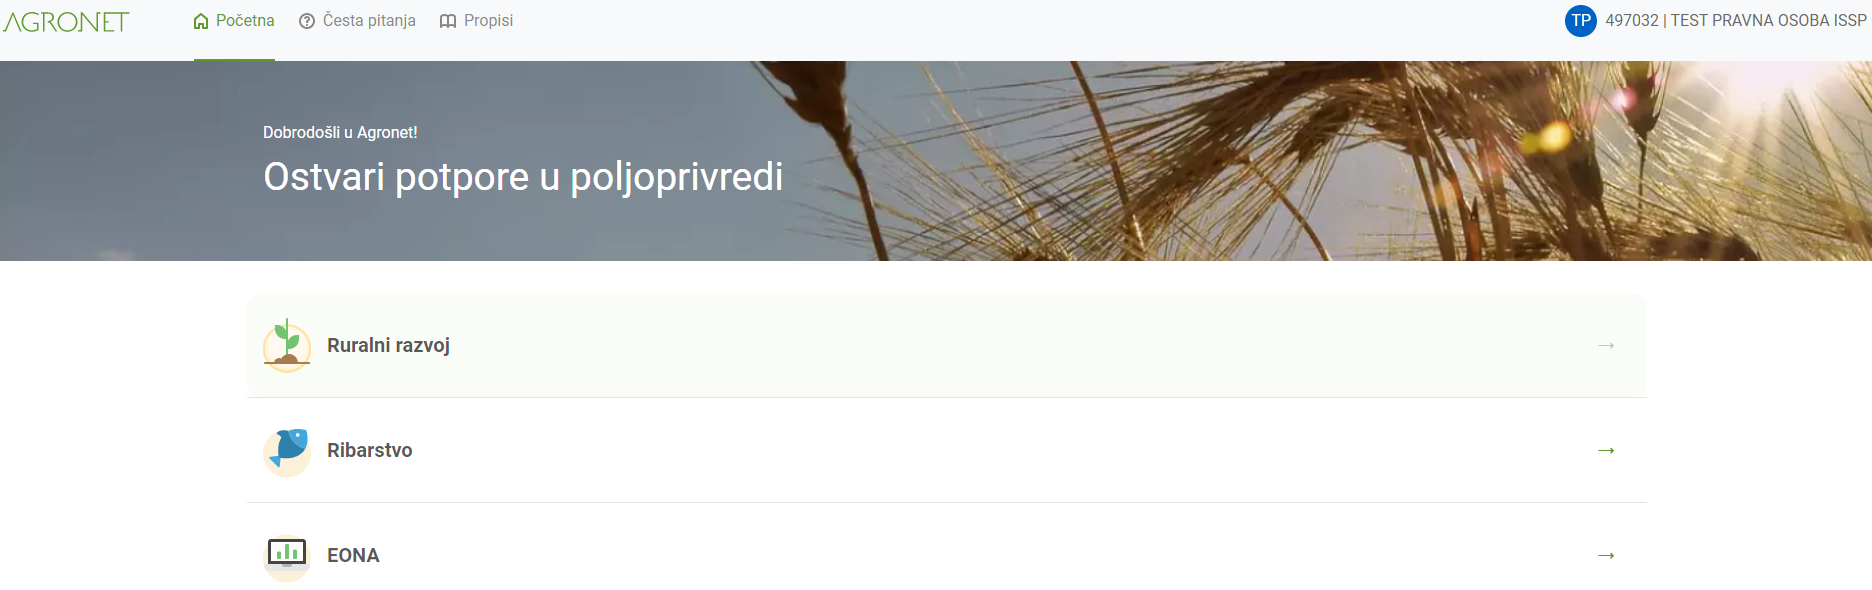 AGRONET
Početna
Česta pitanja
Propisi
TP
497032 | TEST PRAVNA OSOBA ISSP
Dobrodošli u Agronet!
Ostvari potpore u poljoprivredi
Ruralni razvoj
Ribarstvo
EONA